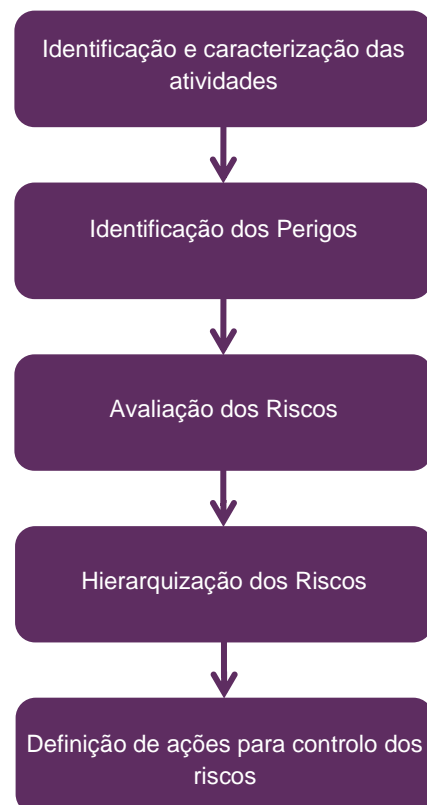 Identificação e caracterização das
atividades
Identificação dos Perigos
Avaliação dos Riscos
Hierarquização dos Riscos
Definição de ações para controlo dos
riscos